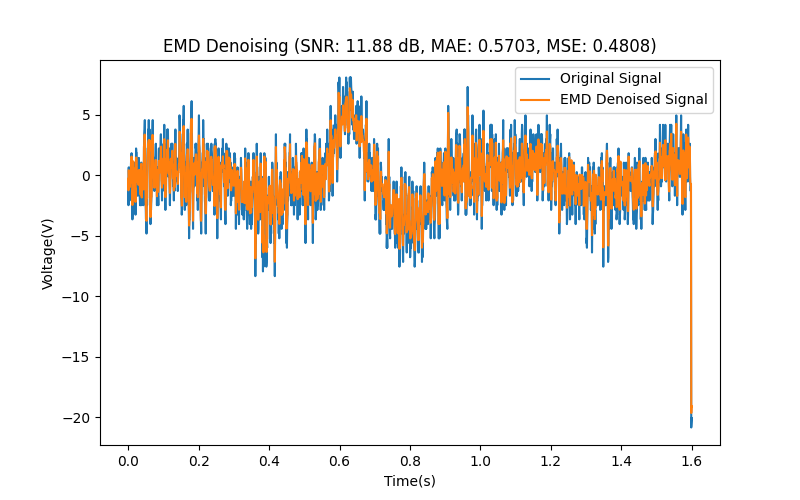 EMD Denoising (SNR: 11.88 dB, MAE: 0.5703, MSE: 0.4808)
Original Signal
EMD Denoised Signal
Voltage(V)
5
0
−5
−10
−15
−20
0.0 0.2 0.4 0.6 0.8 1.0 1.2 1.4 1.6
Time(s)